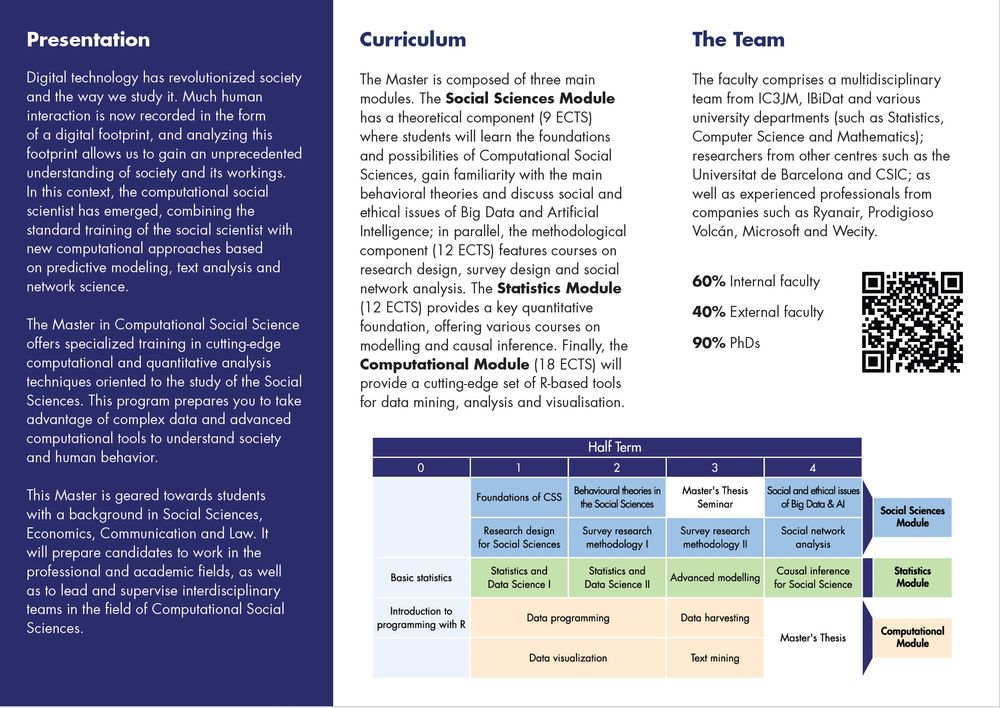 Presentation
Digital technology has revolutionized society
and the way we study it. Much human
interaction is now recorded in the form
of a digital footprint, and analyzing this
footprint allows us to gain an unprecedented
understanding of society and its workings.
In this context, the computational social
scientist has emerged, combining the
standard training of the social scientist with
new computational approaches based
on predictive modeling, text analysis and
network science.
The Master in Computational Social Science
offers specialized training in cutting-edge
computational and quantitative analysis
techniques oriented to the study of the Social
Sciences. This program prepares you to take
advantage of complex data and advanced
computational tools to understand society
and human behavior.
This Master is geared towards students
with a background in Social Sciences,
Economics, Communication and Law. It
will prepare candidates to work in the
professional and academic fields, as well
as to lead and supervise interdisciplinary
teams in the field of Computational Social
Sciences.
Curriculum
The Master is composed of three main
modules. The Social Sciences Module
has a theoretical component (9 ECTS)
where students will learn the foundations
and possibilities of Computational Social
Sciences, gain familiarity with the main
behavioral theories and discuss social and
ethical issues of Big Data and Artificial
Intelligence; in parallel, the methodological
component (12 ECTS) features courses on
research design, survey design and social
network analysis. The Statistics Module
(12 ECTS) provides a key quantitative
foundation, offering various courses on
modelling and causal inference. Finally, the
Computational Module (18 ECTS) will
provide a cutting-edge set of R-based tools
for data mining, analysis and visualisation.
The Team
The faculty comprises a multidisciplinary
team from IC3JM, IBiDat and various
university departments (such as Statistics,
Computer Science and Mathematics);
researchers from other centres such as the
Universitat de Barcelona and CSIC; as
well as experienced professionals from
companies such as Ryanair, Prodigioso
Volcán, Microsoft and Wecity.
60% Internal faculty
40% External faculty
90% PhDs
Half Term
0 1 2 3 4
Foundations of CSS
Behavioural theories in
the Social Sciences
Master's Thesis
Seminar
Social and ethical issues
of Big Data & AI
Research design
for Social Sciences
Survey research
methodology I
Survey research
methodology II
Social network
analysis
Social Sciences
Module
Basic statistics
Statistics and
Data Science I
Statistics and
Data Science II
Advanced modelling
Causal inference
for Social Science
Statistics
Module
Introduction to
programming with R
Data programming
Data harvesting
Master's Thesis
Data visualization
Text mining
Computational
Module